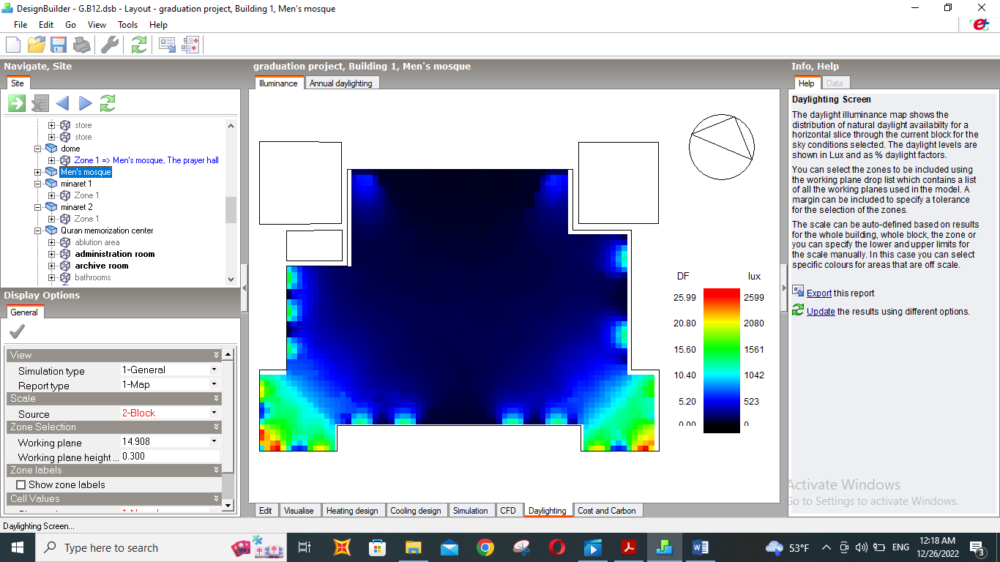 DesignBuilder - G.B12.dsb - Layout - graduation project, Building 1, Men's mosque
File Edit Go View Tools Help
Navigate, Site
Site
store
store
dome
Zone 1 => Men's mosque, The prayer hall
Men's mosque
minaret 1
Zone 1
minaret 2
Zone 1
Quran memorization center
ablution area
administration room
archive room
bathrooms
Display Options
General
View
Simulation type 1-General
Report type 1-Map
Scale
Source 2-Block
Zone Selection
Working plane 14.908
Working plane height ... 0.300
Zone labels
Show zone labels
Cell Values
graduation project, Building 1, Men's mosque
Illuminance Annual daylighting
DF lux
25.99 2599
20.80 2080
15.60 1561
10.40 1042
5.20 523
0.00 0
Edit Visualise Heating design Cooling design Simulation CFD Daylighting Cost and Carbon
Info, Help
Help Data
Daylighting Screen
The daylight illuminance map shows the
distribution of natural daylight availabilty for a
horizontal slice through the current block for the
sky conditions selected. The daylight levels are
shown in Lux and as % daylight factors.
You can select the zones to be included using
the working plane drop list which contains a list
of all the working planes used in the model. A
margin can be included to specify a tolerance
for the selection of the zones.
The scale can be auto-defined based on results
for the whole building, whole block, the zone or
you can specify the lower and upper limits for
the scale manually. In this case you can select
specific colours for areas that are off scale.
Export this report
Update the results using different options.
Activate Windows
Go to Settings to activate Windows.
Daylighting Screen...
Type here to search
53°F
ENG
12:18 AM
12/26/2022
3